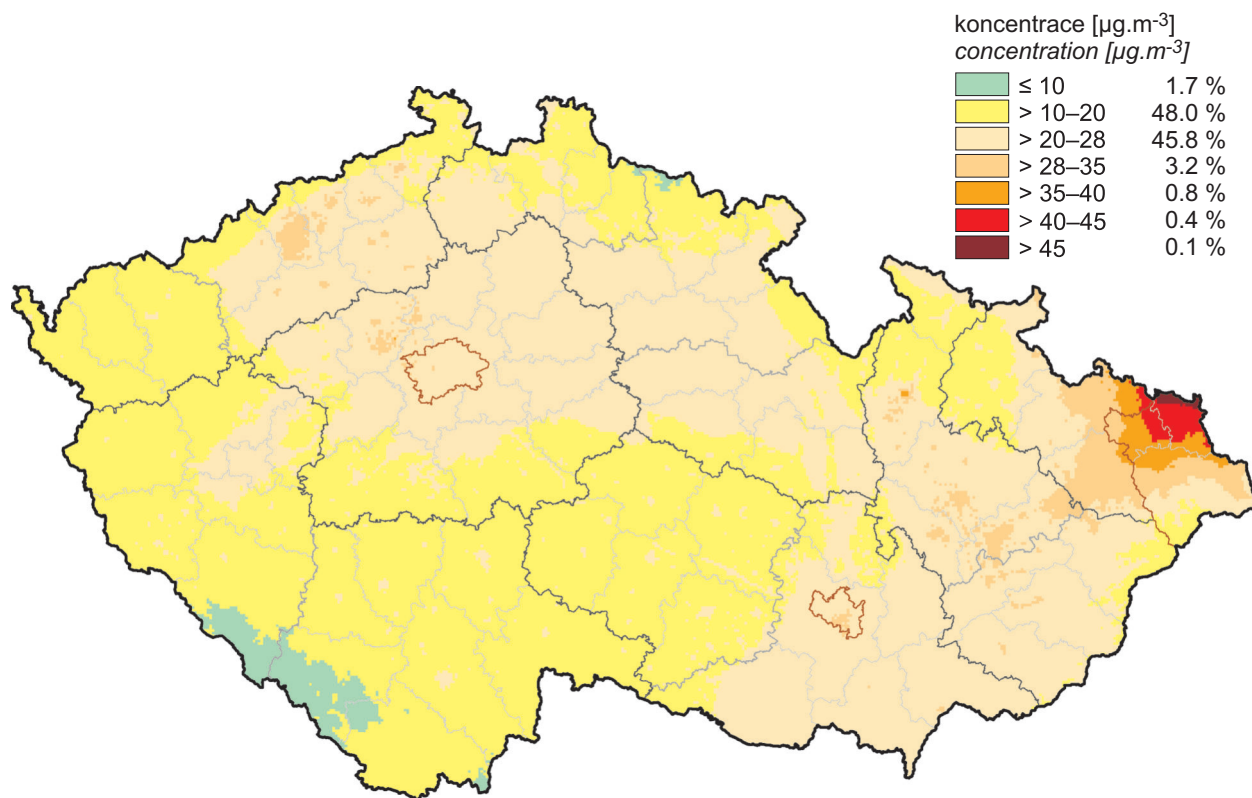 koncentrace [µg.m-3]
concentration [µg.m-3]
≤ 10 1.7 %
> 10–20 48.0 %
> 20–28 45.8 %
> 28–35 3.2 %
> 35–40 0.8 %
> 40–45 0.4 %
> 45 0.1 %